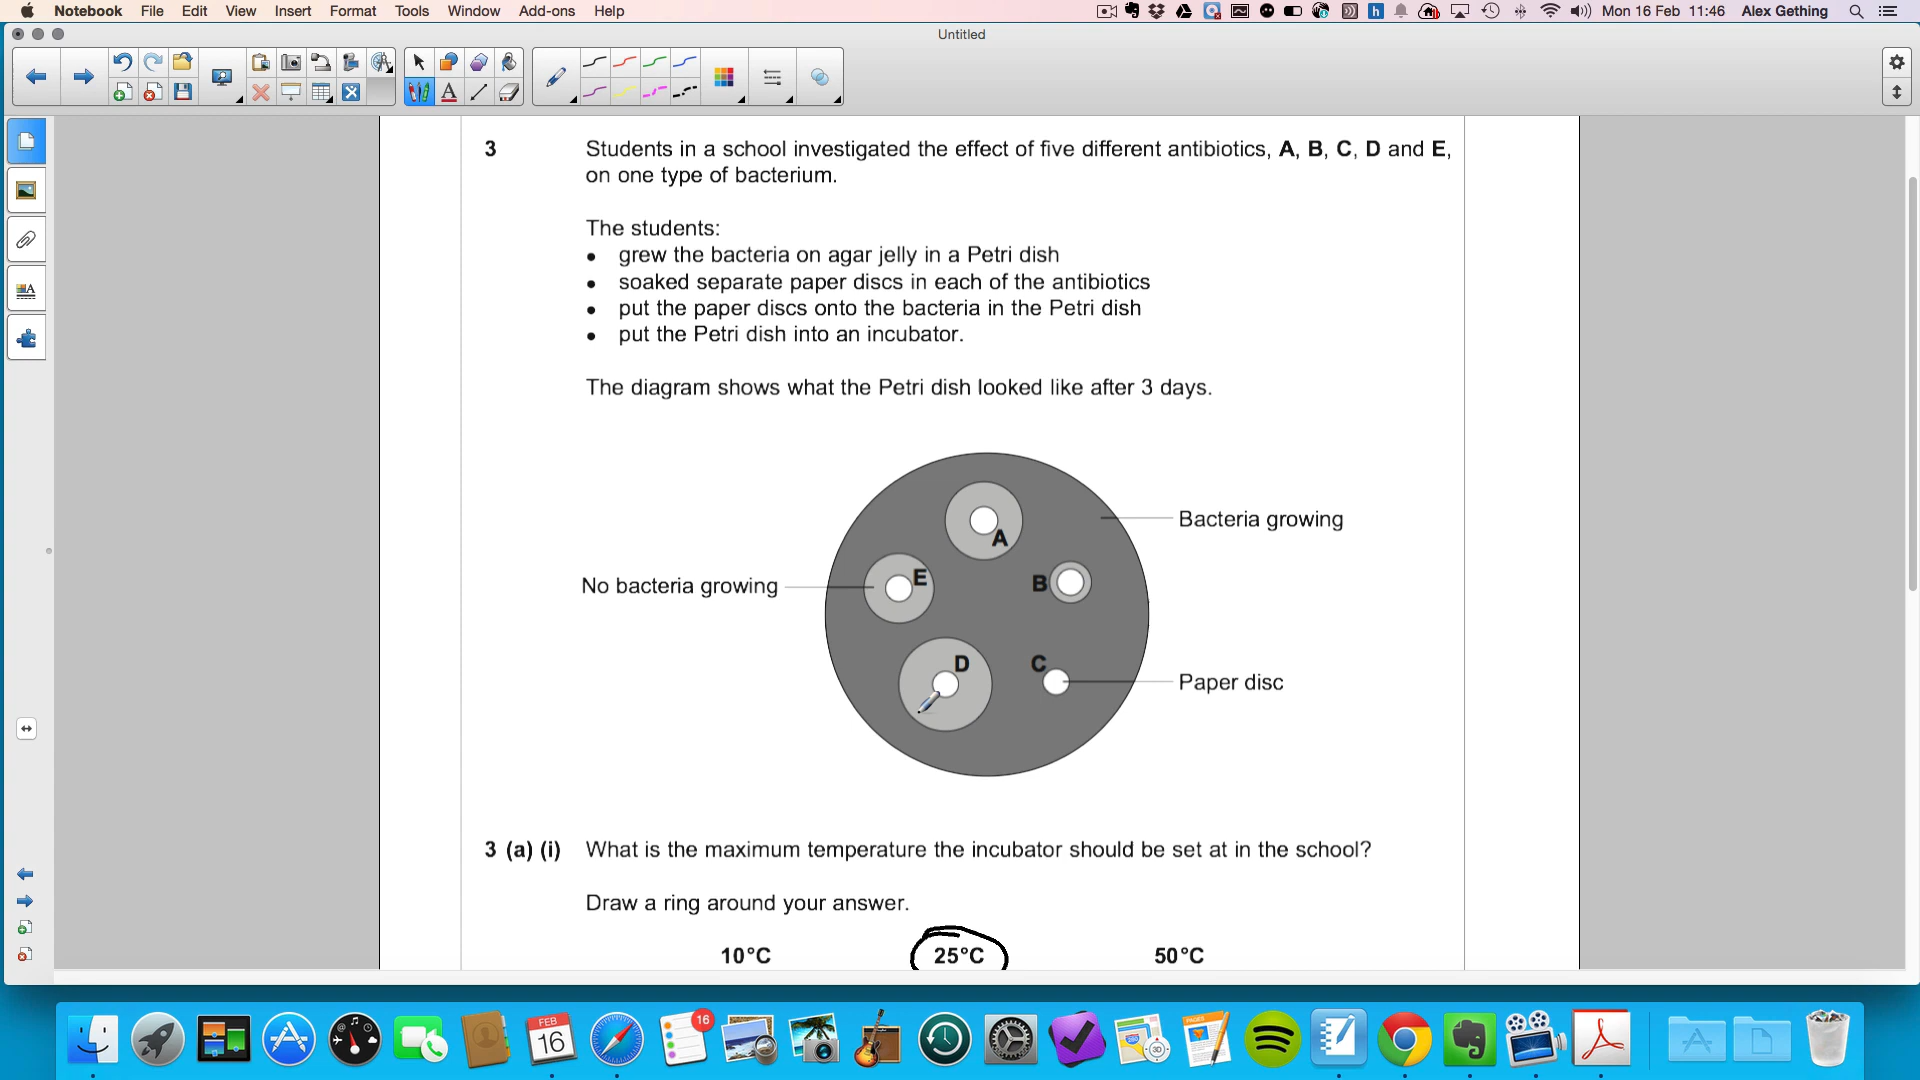 Notebook File Edit View Insert Format Tools Window Add-ons Help
Mon 16 Feb 11:46 Alex Gething
Untitled
3 Students in a school investigated the effect of five different antibiotics, A, B, C, D and E,
on one type of bacterium.
The students:
• grew the bacteria on agar jelly in a Petri dish
• soaked separate paper discs in each of the antibiotics
• put the paper discs onto the bacteria in the Petri dish
• put the Petri dish into an incubator.
The diagram shows what the Petri dish looked like after 3 days.
Bacteria growing
A
No bacteria growing
E
B
D
C
Paper disc
3 (a) (i) What is the maximum temperature the incubator should be set at in the school?
Draw a ring around your answer.
10°C 25°C 50°C
FEB
16
16
PAGES